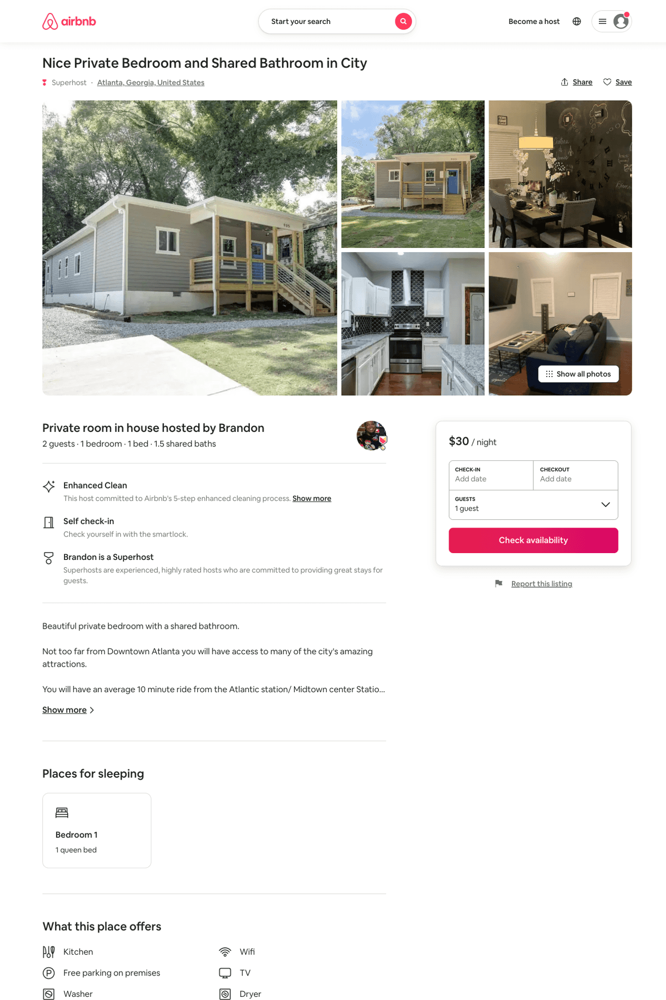 airbnb
Start your search
Become a host
Nice Private Bedroom and Shared Bathroom in City
Superhost · Atlanta, Georgia, United States
Share
Save
905
Show all photos
Private room in house hosted by Brandon
2 guests · 1 bedroom · 1 bed · 1.5 shared baths
$30 / night
CHECK-IN
Add date
CHECKOUT
Add date
GUESTS
1 guest
Check availability
Report this listing
Enhanced Clean
This host committed to Airbnb's 5-step enhanced cleaning process. Show more
Self check-in
Check yourself in with the smartlock.
Brandon is a Superhost
Superhosts are experienced, highly rated hosts who are committed to providing great stays for
guests.
Beautiful private bedroom with a shared bathroom.
Not too far from Downtown Atlanta you will have access to many of the city's amazing
attractions.
You will have an average 10 minute ride from the Atlantic station/ Midtown center Statio...
Show more
Places for sleeping
Bedroom 1
1 queen bed
What this place offers
Kitchen
Wifi
Free parking on premises
TV
Washer
Dryer